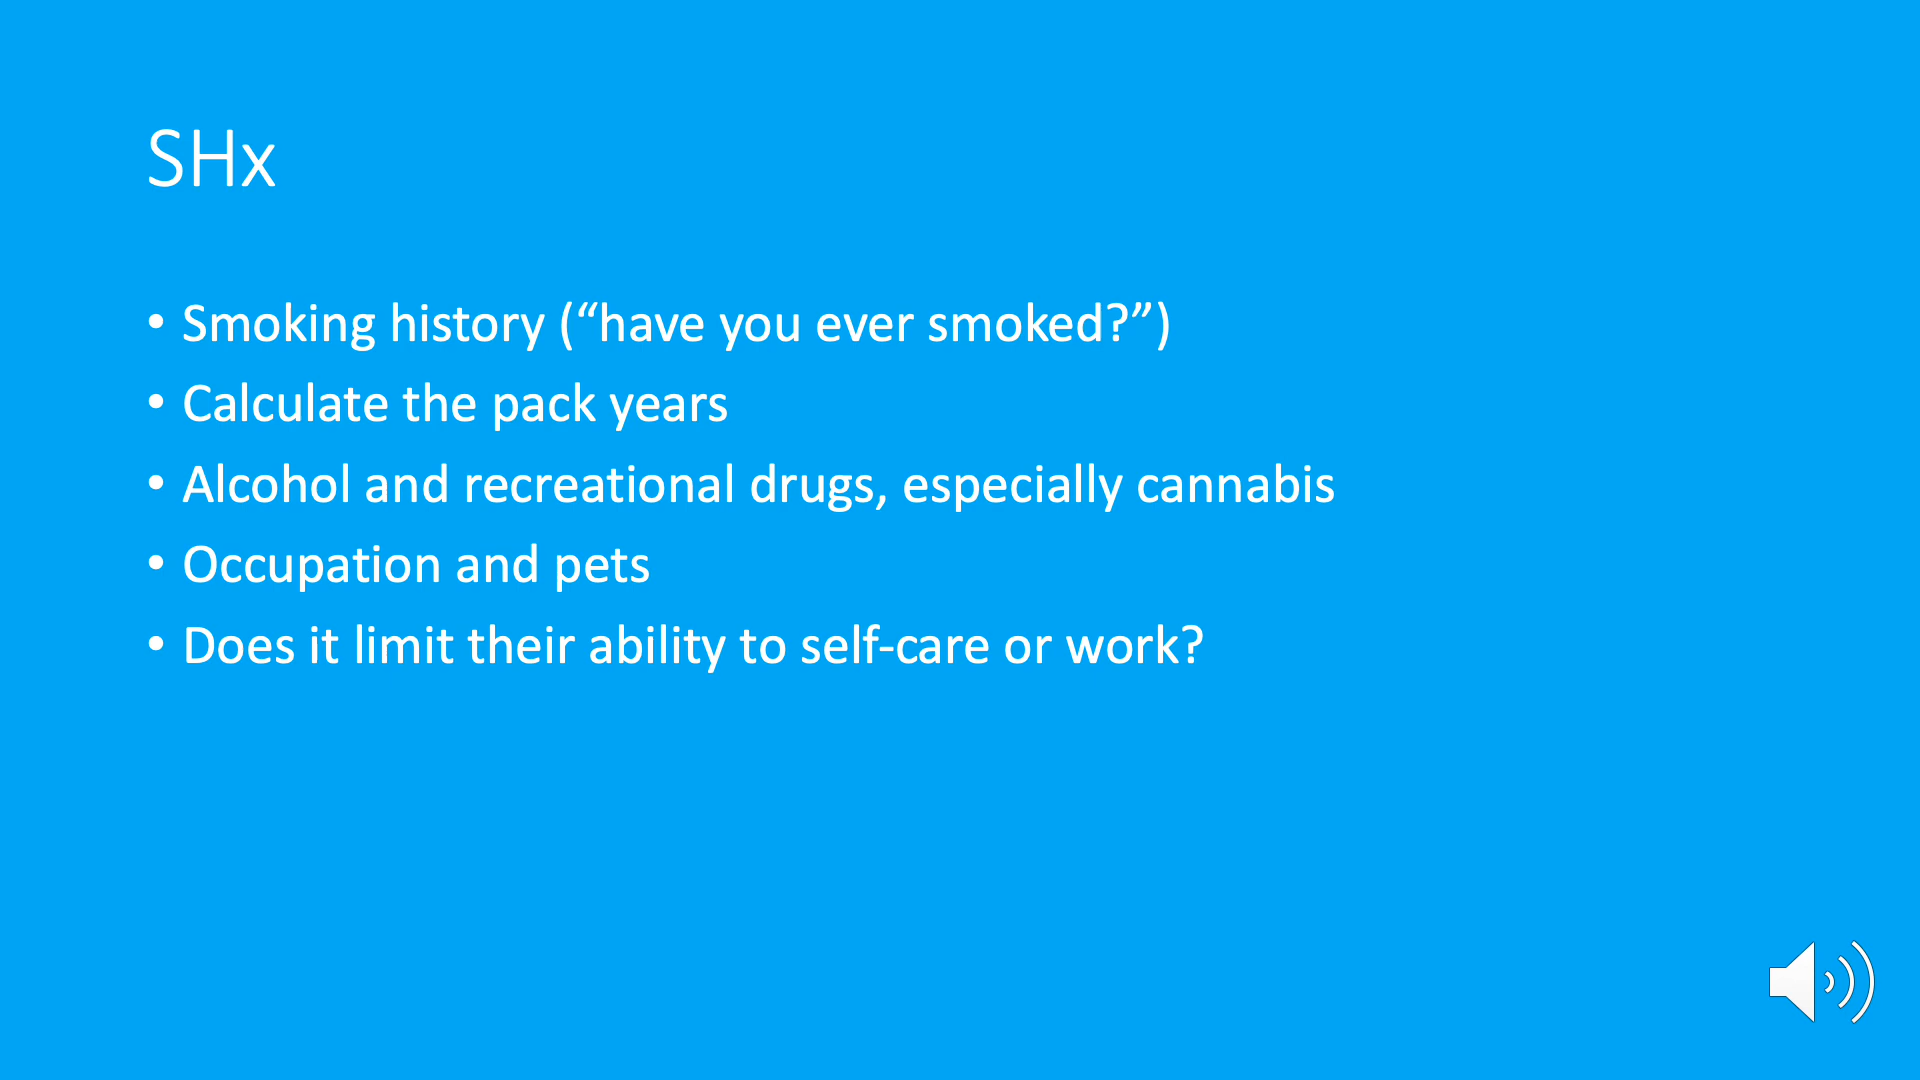 SHx
• Smoking history (“have you ever smoked?”)
• Calculate the pack years
• Alcohol and recreational drugs, especially cannabis
• Occupation and pets
• Does it limit their ability to self-care or work?